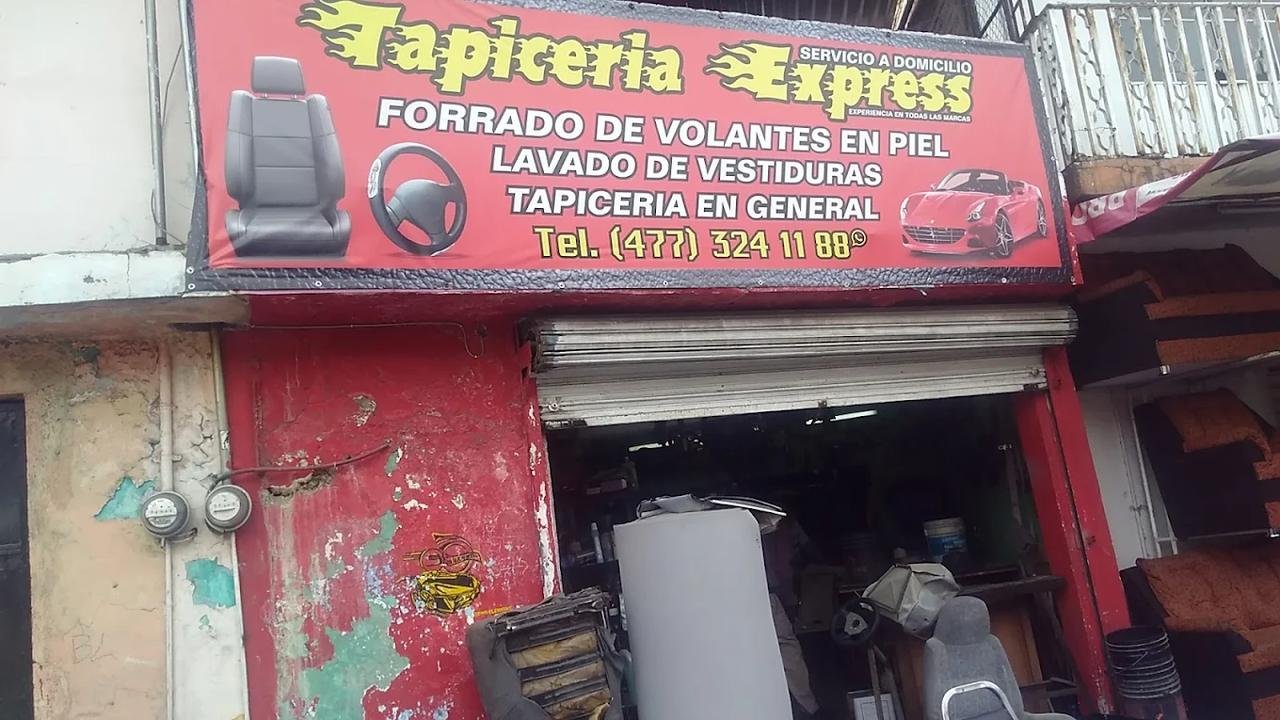 Tapiceria Express
SERVICIO A DOMICILIO
EXPERIENCIA EN TODAS LAS MARCAS
FORRADO DE VOLANTES EN PIEL
LAVADO DE VESTIDURAS
TAPICERIA EN GENERAL
Tel. (477) 324 11 88
BL